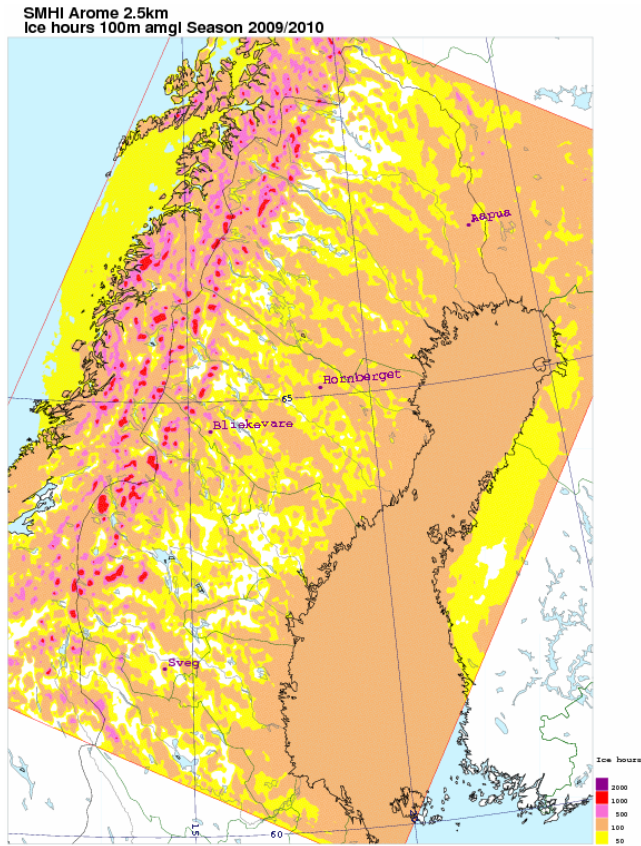 SMHI Arome 2.5km
Ice hours 100m amgl Season 2009/2010
Aapua
Hornberget
65
Bliekevare
Sveg
Ice hours
2000
1000
500
100
50
15
60